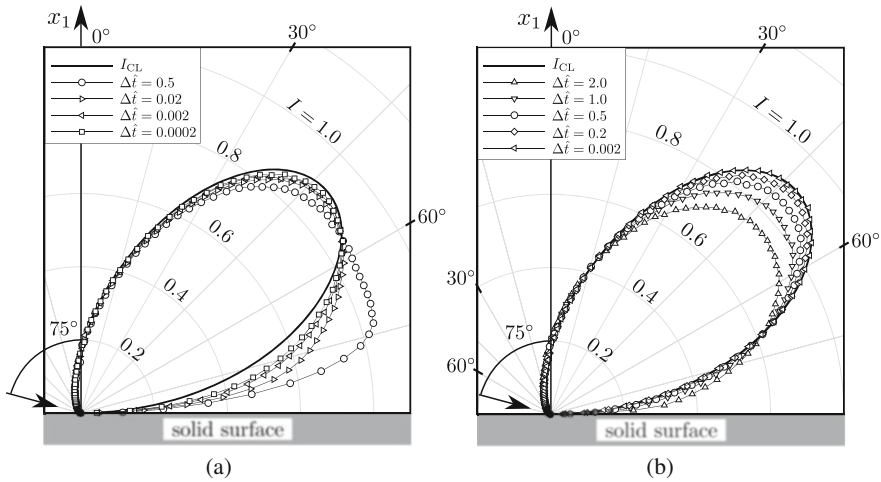 x₁
0°
30°
I_CL
Δt̂ = 0.5
Δt̂ = 0.02
Δt̂ = 0.002
Δt̂ = 0.0002
I = 1.0
0.8
60°
0.6
0.4
75°
0.2
solid surface
(a)
x₁
0°
30°
I_CL
Δt̂ = 2.0
Δt̂ = 1.0
Δt̂ = 0.5
Δt̂ = 0.2
Δt̂ = 0.002
I = 1.0
0.8
60°
0.6
30°
0.4
75°
0.2
60°
solid surface
(b)